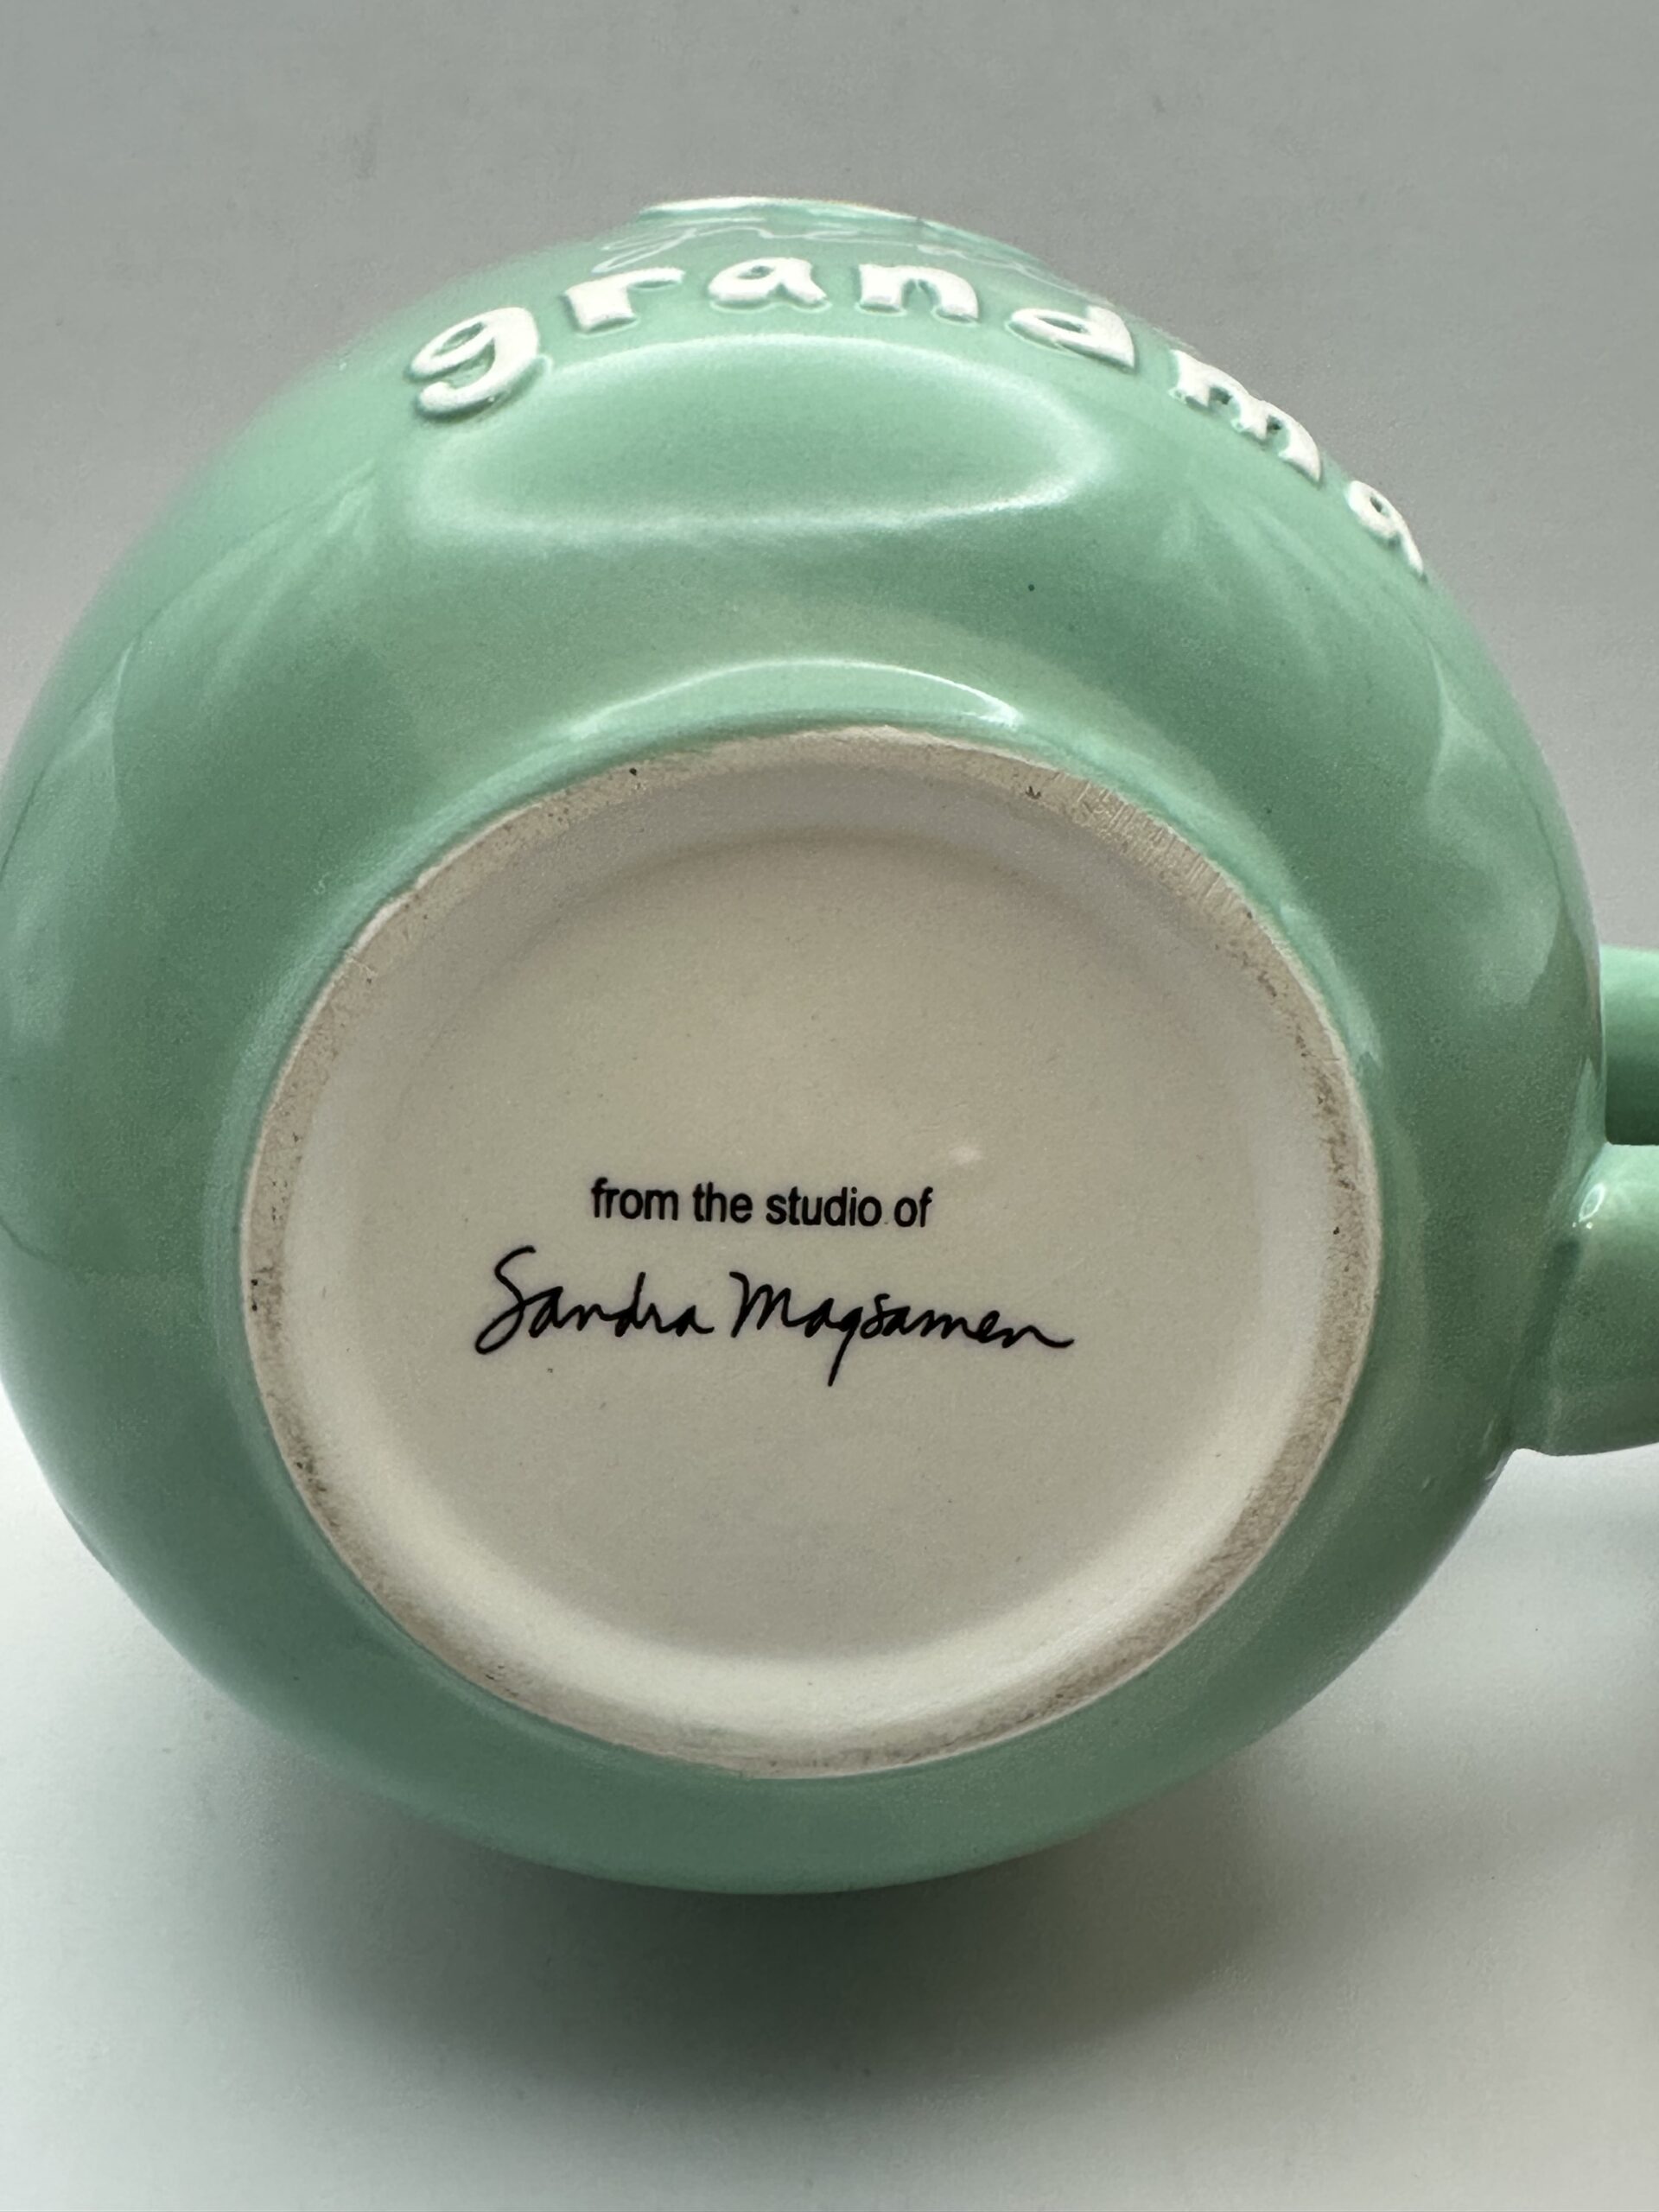 grandma
from the studio of
Sandra Magsamen